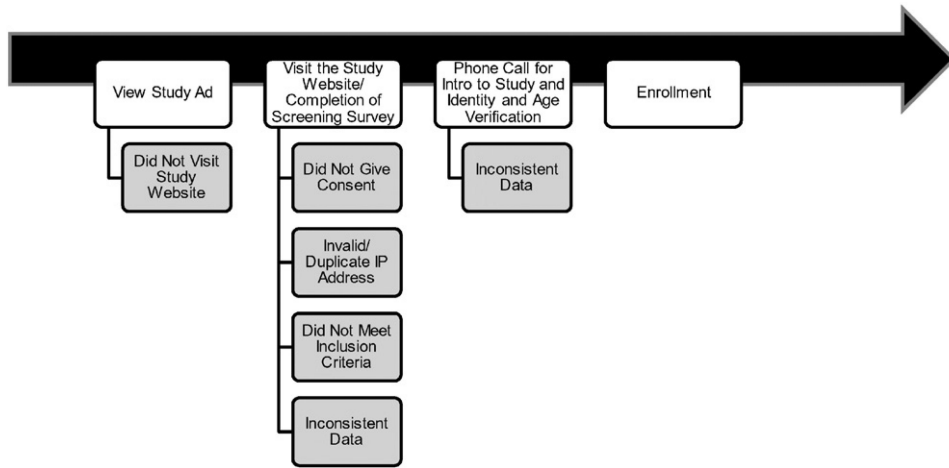 View Study Ad
Visit the Study
Website/
Completion of
Screening Survey
Phone Call for
Intro to Study and
Identity and Age
Verification
Enrollment
Did Not Visit
Study
Website
Did Not Give
Consent
Inconsistent
Data
Invalid/
Duplicate IP
Address
Did Not Meet
Inclusion
Criteria
Inconsistent
Data